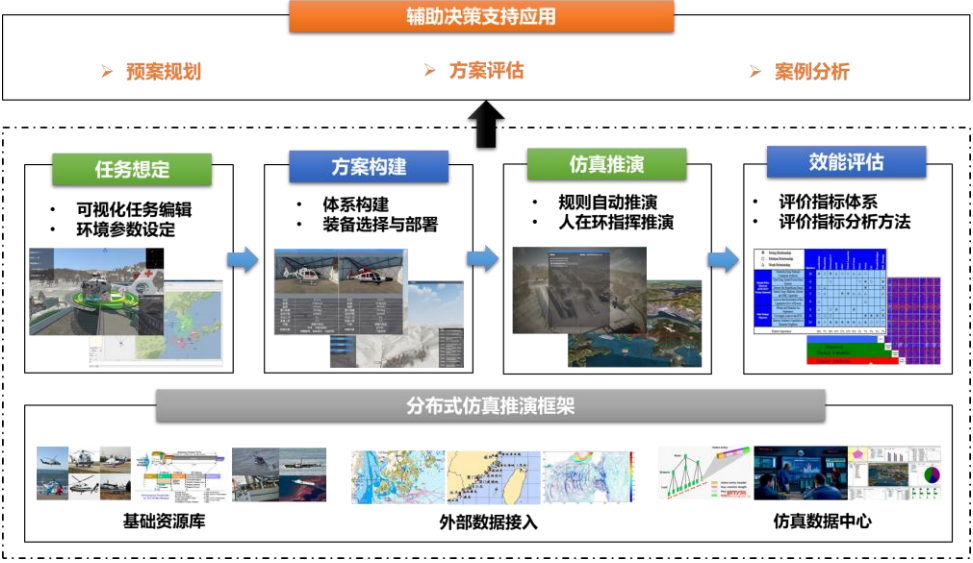 辅助决策支持应用
预案规划
方案评估
案例分析
任务想定
可视化任务编辑
环境参数设定
方案构建
体系构建
装备选择与部署
仿真推演
规则自动推演
人在环指挥推演
效能评估
评价指标体系
评价指标分析方法
分布式仿真推演框架
基础资源库
外部数据接入
仿真数据中心